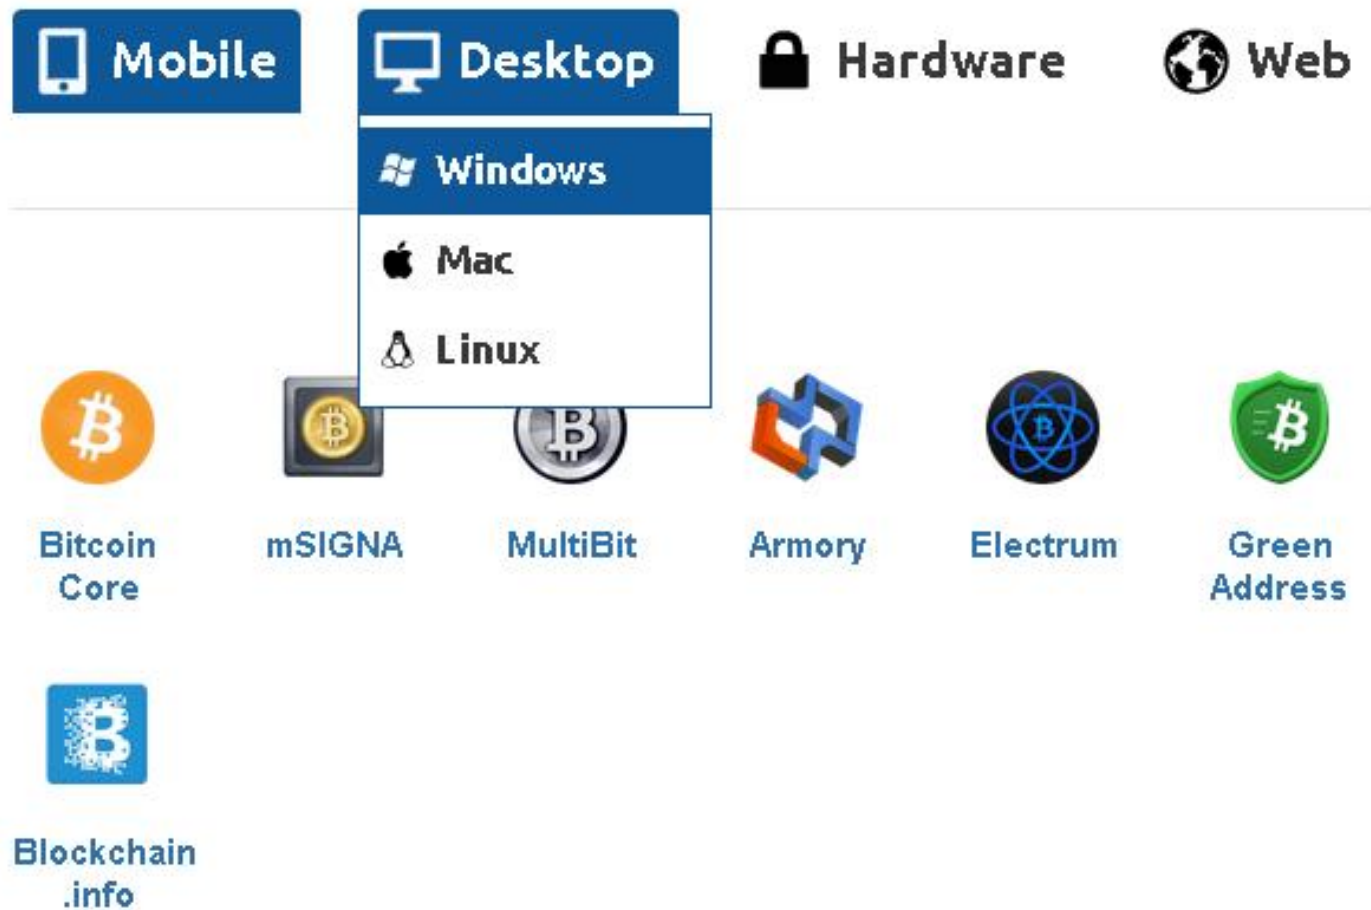 Mobile
Desktop
Hardware
Web
Windows
Mac
Linux
Bitcoin
Core
mSIGNA
MultiBit
Armory
Electrum
Green
Address
Blockchain
.info